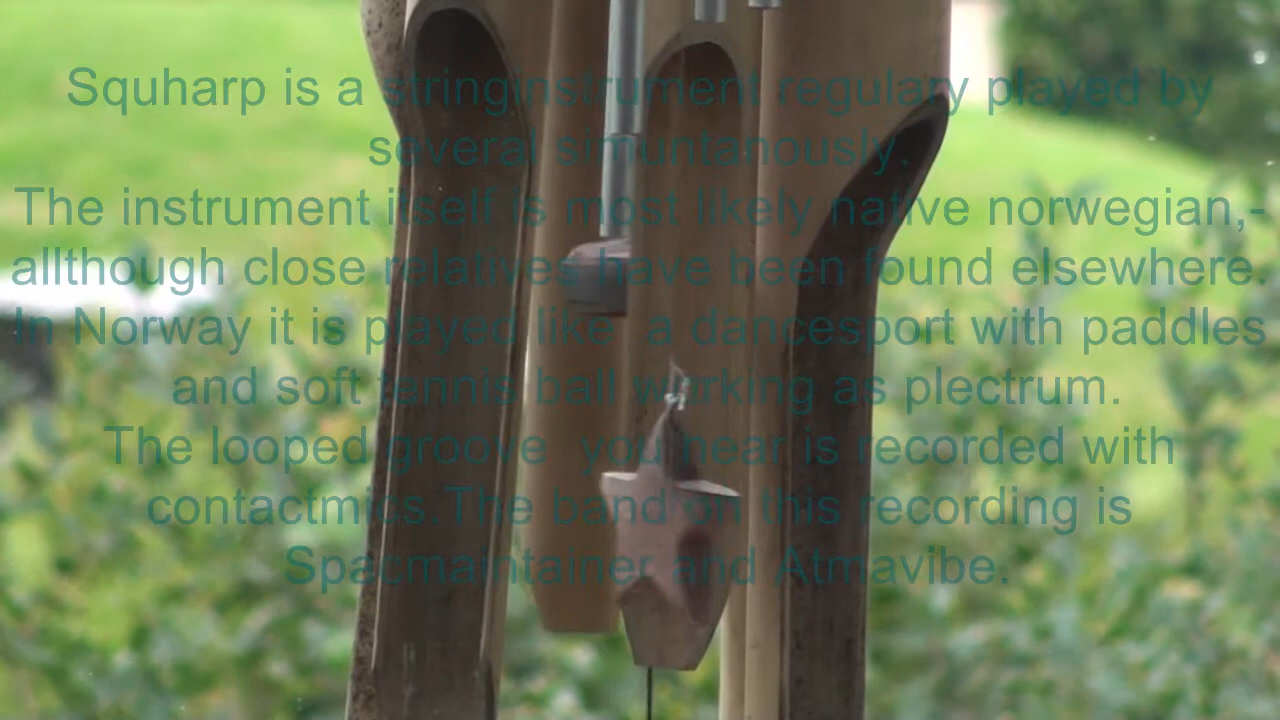 Squharp is a stringinstrument regulary played by
several simuntanously.
The instrument itself is most likely native norwegian,-
allthough close relatives have been found elsewhere.
In Norway it is played like  a dancesport with paddles
and soft tennis ball working as plectrum.
The looped groove  you hear is recorded with
contactmics.The band on this recording is
Spacmaintainer and Atmavibe.